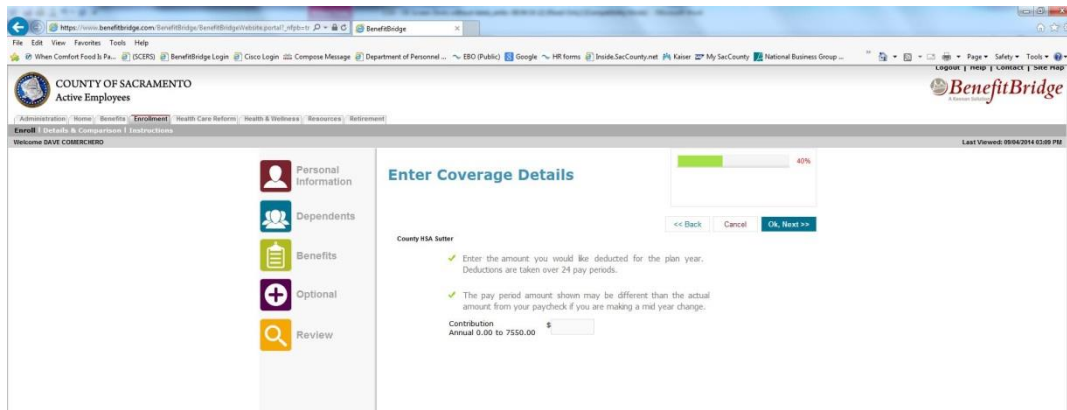 https://www.benefitbridge.com/BenefitBridge/BenefitBridgeWebsite.portal?_nfpb=tr
BenefitBridge
File Edit View Favorites Tools Help
When Comfort Food Is Pa... (SCERS) BenefitBridge Login Cisco Login Compose Message Department of Personnel ... EBO (Public) Google HR forms Inside.SacCounty.net Kaiser My SacCounty National Business Group ... Page Safety Tools
Logout | Help | Contact | Site Map
COUNTY OF SACRAMENTO
Active Employees
BenefitBridge
A Keenan Solution
Administration Home Benefits Enrollment Health Care Reform Health & Wellness Resources Retirement
Enroll | Details & Comparison | Instructions
Welcome DAVE COMERCHERO
Last Viewed: 09/04/2014 03:09 PM
Personal Information
Dependents
Benefits
Optional
Review
Enter Coverage Details
40%
<< Back Cancel Ok, Next >>
County HSA Sutter
Enter the amount you would like deducted for the plan year.
Deductions are taken over 24 pay periods.
The pay period amount shown may be different than the actual
amount from your paycheck if you are making a mid year change.
Contribution $
Annual 0.00 to 7550.00